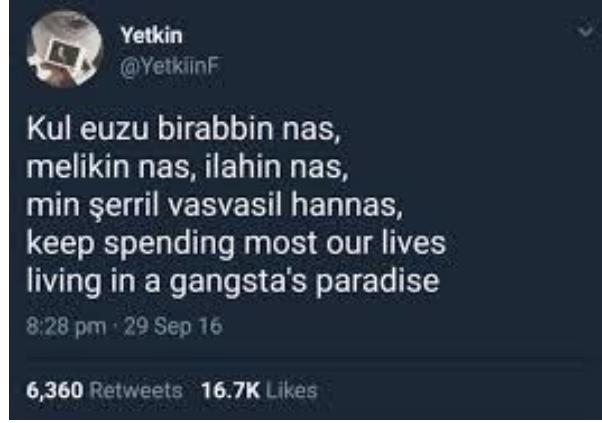 Yetkin
@YetkiinF
Kul euzu birabbin nas,
melikin nas, ilahin nas,
min şerril vasvasil hannas,
keep spending most our lives
living in a gangsta's paradise
8:28 pm · 29 Sep 16
6,360 Retweets 16.7K Likes